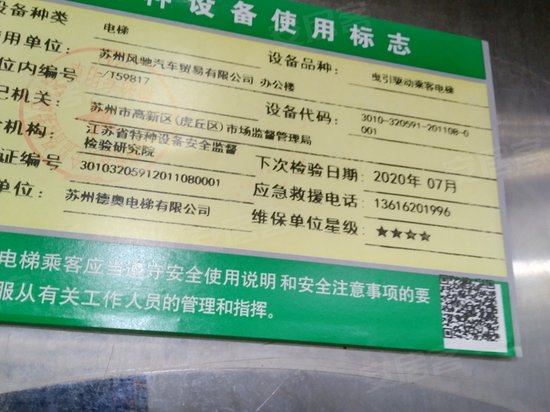 种设备使用标志
设备种类 电梯
使用单位: 苏州风驰汽车贸易有限公司 办公楼 设备品种: 曳引驱动乘客电梯
位内编号 /T59817
记机关: 苏州市高新区(虎丘区)市场监督管理局 设备代码: 3010-320591-201108-0001
机构: 江苏省特种设备安全监督检验研究院 下次检验日期: 2020年 07月
证编号 30103205912011080001 应急救援电话: 13616201996
单位: 苏州德奥电梯有限公司 维保单位星级: ★★★★
电梯乘客应当遵守安全使用说明和安全注意事项的要
服从有关工作人员的管理和指挥。